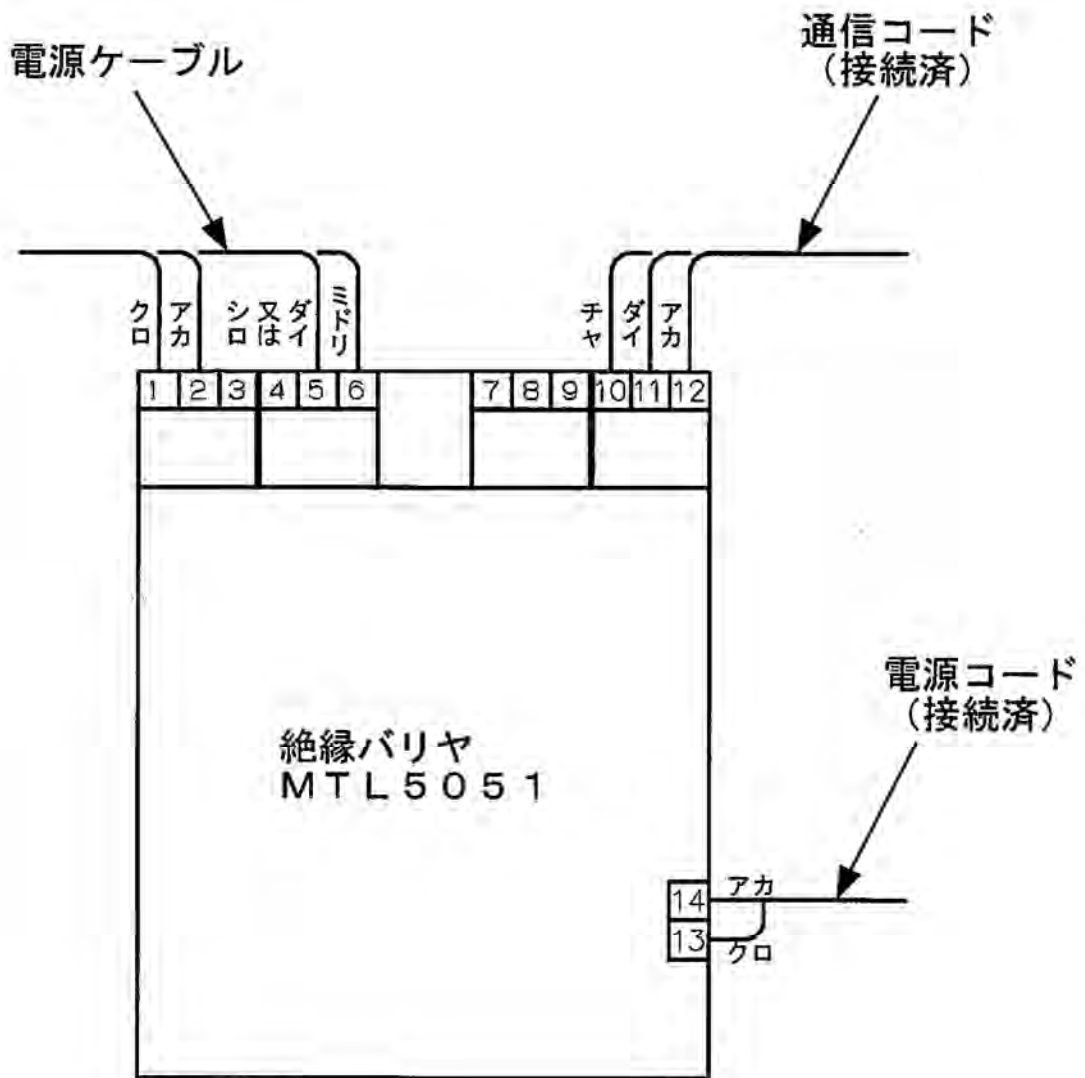 電源ケーブル
通信コード
(接続済)
クロ
アカ
シロ
又は
ダイ
ミドリ
チャ
ダイ
アカ
1 2 3 4 5 6 7 8 9 10 11 12
電源コード
(接続済)
絶縁バリヤ
MTL5051
14 アカ
13 クロ